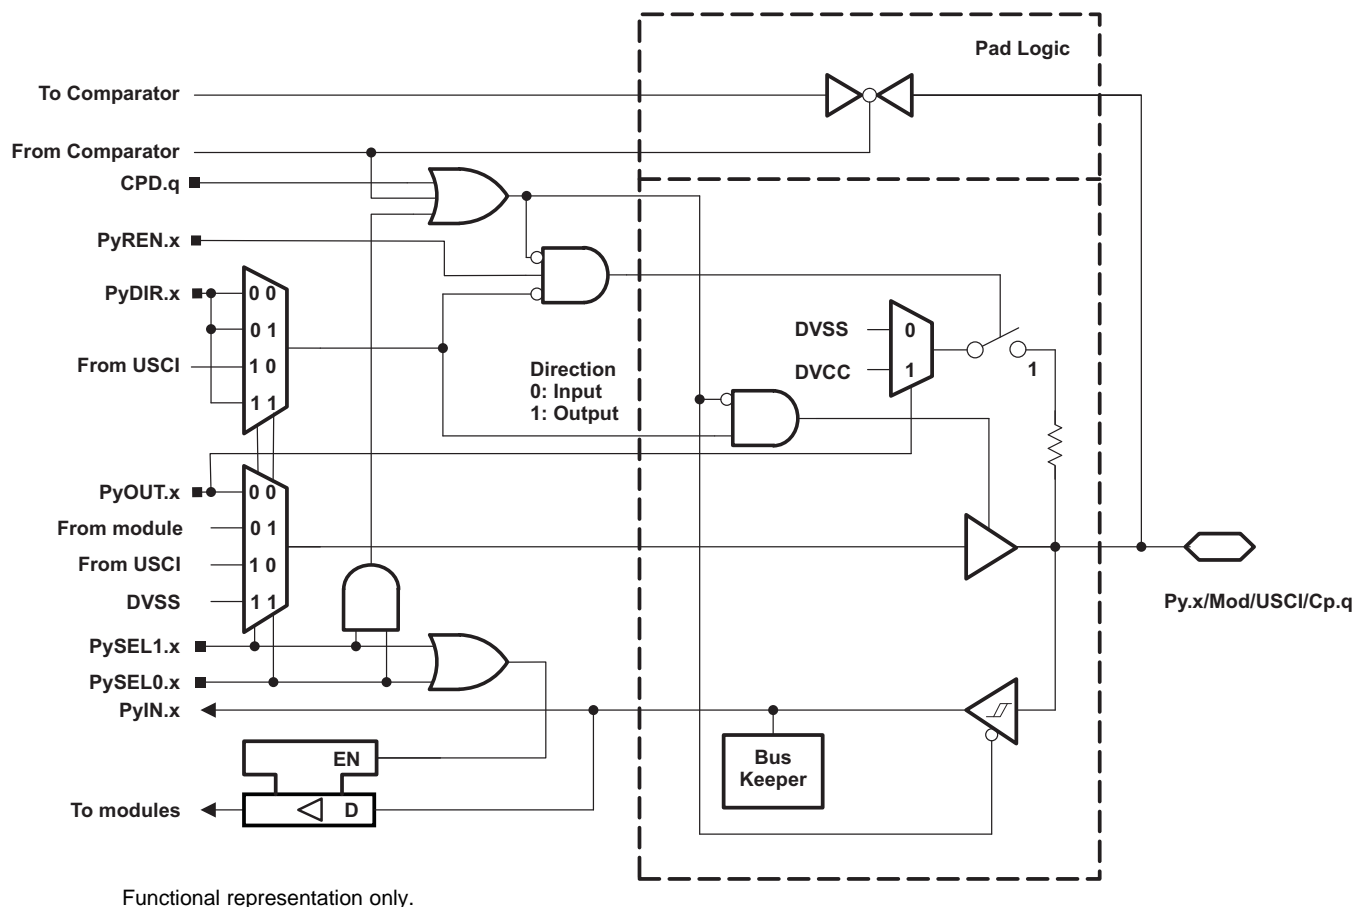 Pad Logic
To Comparator
From Comparator
CPD.q
PyREN.x
PyDIR.x
0 0
0 1
From USCI
1 0
1 1
Direction
0: Input
1: Output
DVSS
0
DVCC
1
1
PyOUT.x
0 0
From module
0 1
From USCI
1 0
DVSS
1 1
Py.x/Mod/USCI/Cp.q
PySEL1.x
PySEL0.x
PyIN.x
EN
Bus
Keeper
To modules
D
Functional representation only.